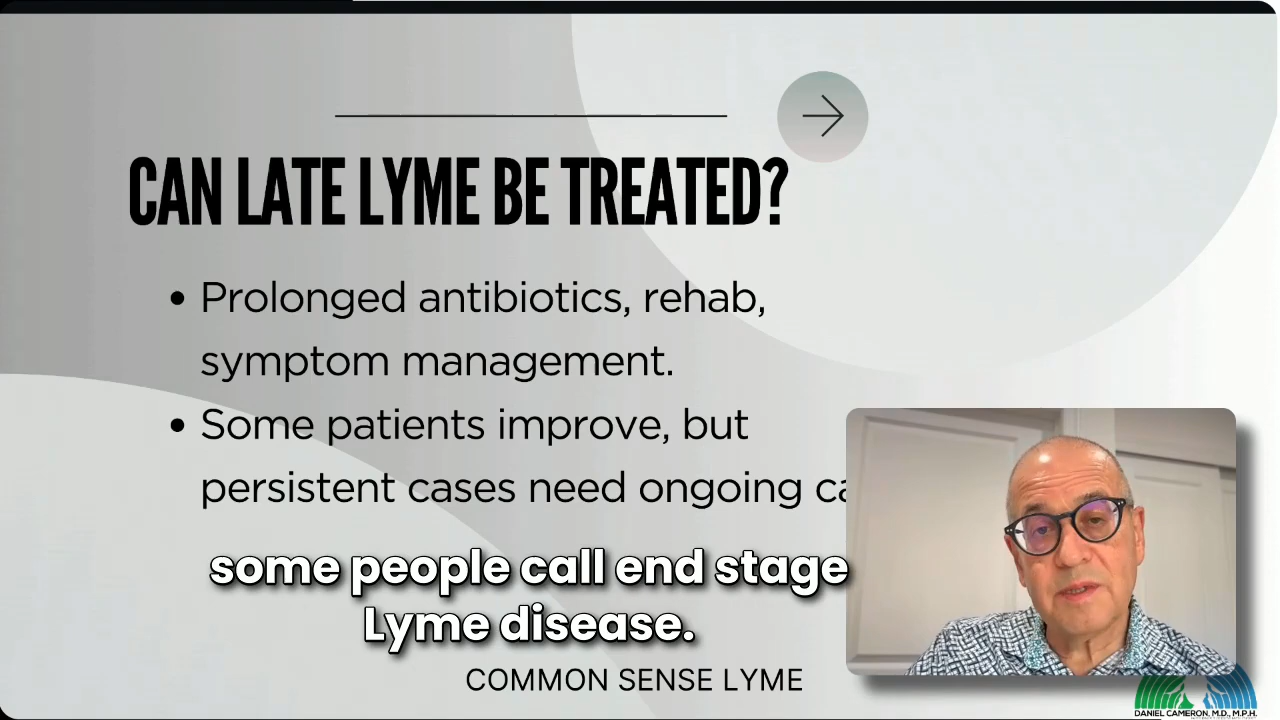 CAN LATE LYME BE TREATED?
• Prolonged antibiotics, rehab,
symptom management.
• Some patients improve, but
persistent cases need ongoing
some people call end stage
Lyme disease.
COMMON SENSE LYME
DANIEL CAMERON, M.D., M.P.H.